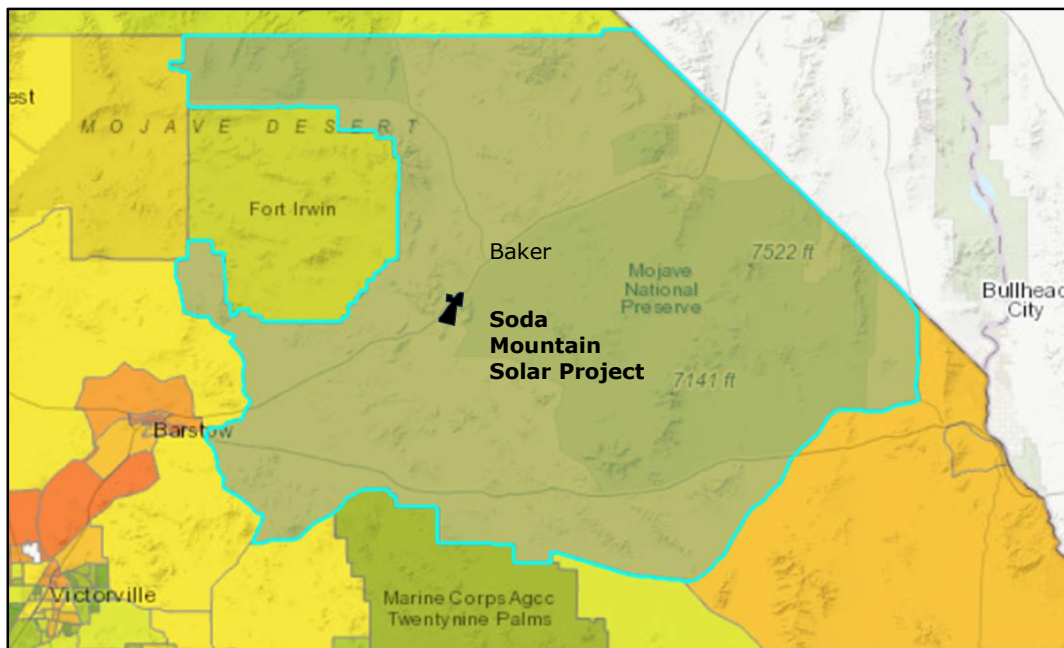 est
MOJAVE DESERT
Fort Irwin
Baker
7522 ft
Mojave
National
Preserve
Bullhead
City
Soda
Mountain
Solar Project
7141 ft
Barstow
Victorville
Marine Corps Agcc
Twentynine Palms